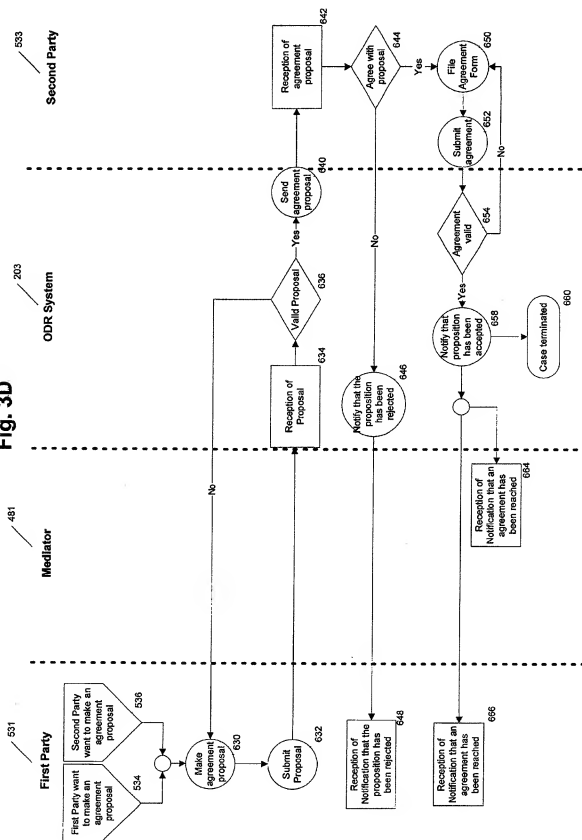 Fig. 3D
531
First Party
481
Mediator
203
ODR System
533
Second Party
First Party want
to make an
agreement
proposal
534
Second Party
want to make an
agreement
proposal
536
Make
agreement
proposal
630
Submit
Proposal
632
Reception of
Proposal
634
Valid Proposal
636
No
Yes
Send
agreement
proposal
640
Reception of
agreement
proposal
642
Agree with
proposal
644
No
Yes
Notify that the
proposition
has been
rejected
646
Reception of
Notification that the
proposition has
been rejected
648
File
Agreement
Form
650
Submit
agreement
652
Agreement
valid
654
No
Yes
Notify that
proposition
has been
accepted
658
Case terminated
660
Reception of
Notification that an
agreement has
been reached
664
Reception of
Notification that an
agreement has
been reached
666